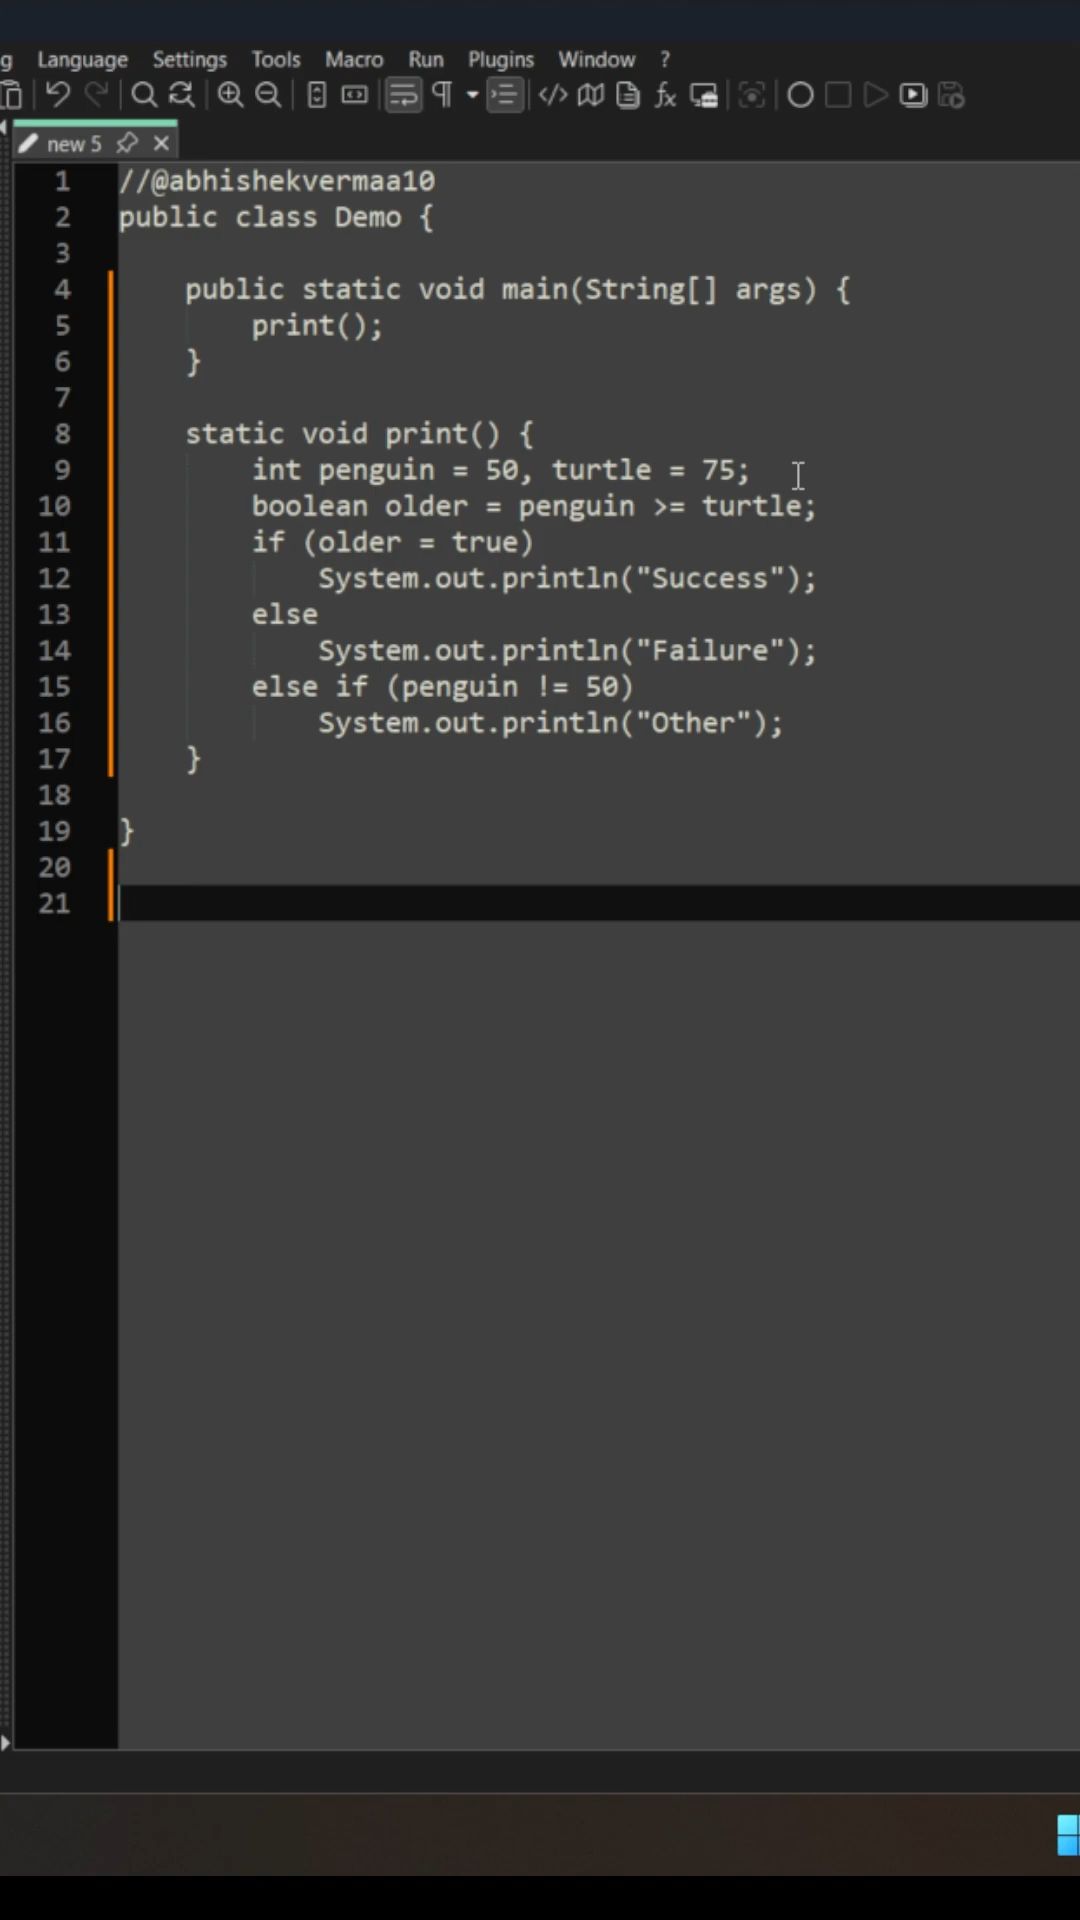 Language Settings Tools Macro Run Plugins Window ?
new 5
1 //@abhishekvermaa10
2 public class Demo {
3
4     public static void main(String[] args) {
5         print();
6     }
7
8     static void print() {
9         int penguin = 50, turtle = 75;
10         boolean older = penguin >= turtle;
11         if (older = true)
12             System.out.println("Success");
13         else
14             System.out.println("Failure");
15         else if (penguin != 50)
16             System.out.println("Other");
17     }
18
19 }
20
21